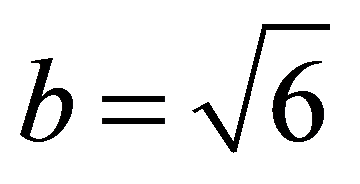 b = √6